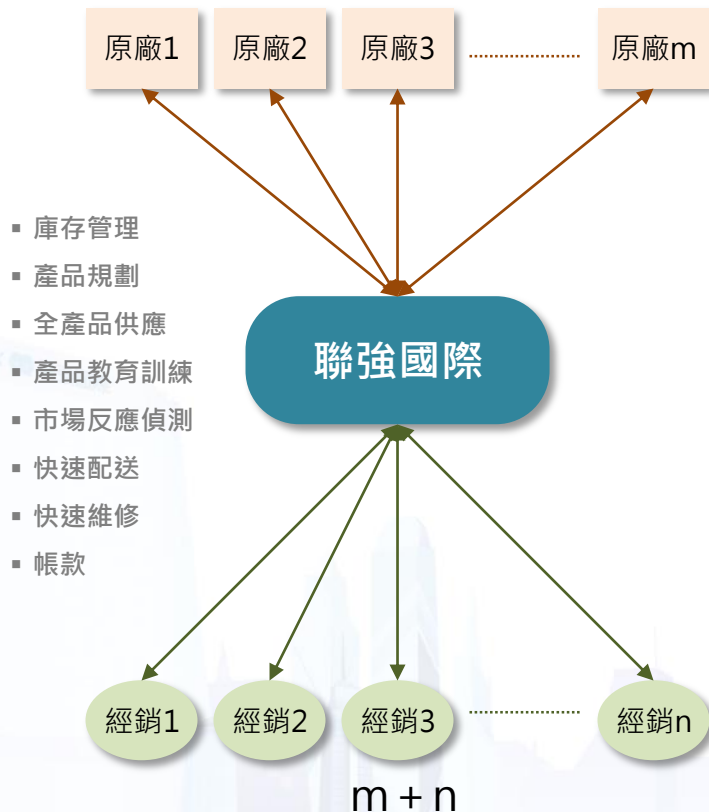 原廠1 原廠2 原廠3 原廠m
▪ 庫存管理
▪ 產品規劃
▪ 全產品供應
▪ 產品教育訓練
▪ 市場反應偵測
▪ 快速配送
▪ 快速維修
▪ 帳款
聯強國際
經銷1 經銷2 經銷3 經銷n
m + n